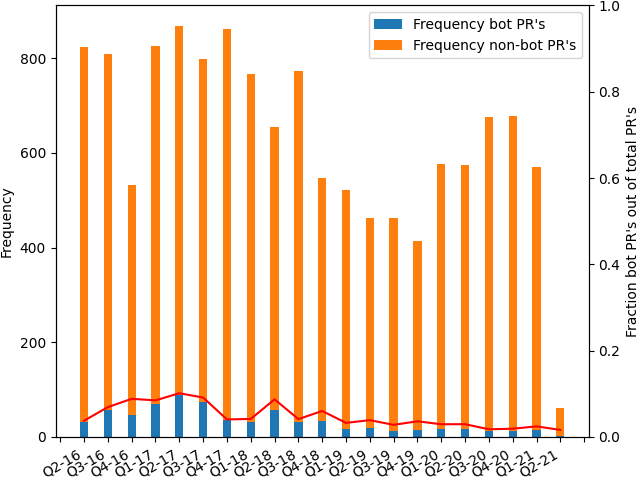 Frequency bot PR's
Frequency non-bot PR's
800
600
400
200
0
1.0
0.8
0.6
0.4
0.2
0.0
Frequency
Fraction bot PR's out of total PR's
Q2-16
Q3-16
Q4-16
Q1-17
Q2-17
Q3-17
Q4-17
Q1-18
Q2-18
Q3-18
Q4-18
Q1-19
Q2-19
Q3-19
Q4-19
Q1-20
Q2-20
Q3-20
Q4-20
Q1-21
Q2-21